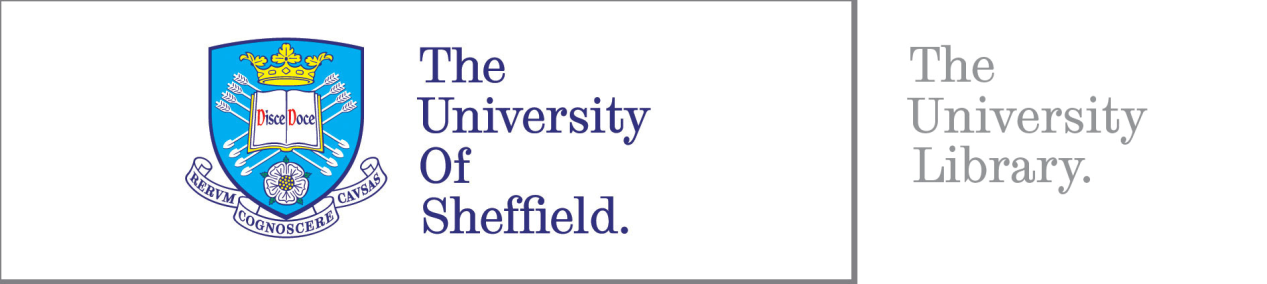 Disce Doce
RERVM
COGNOSCERE
CAVSAS
The
University
Of
Sheffield.
The
University
Library.